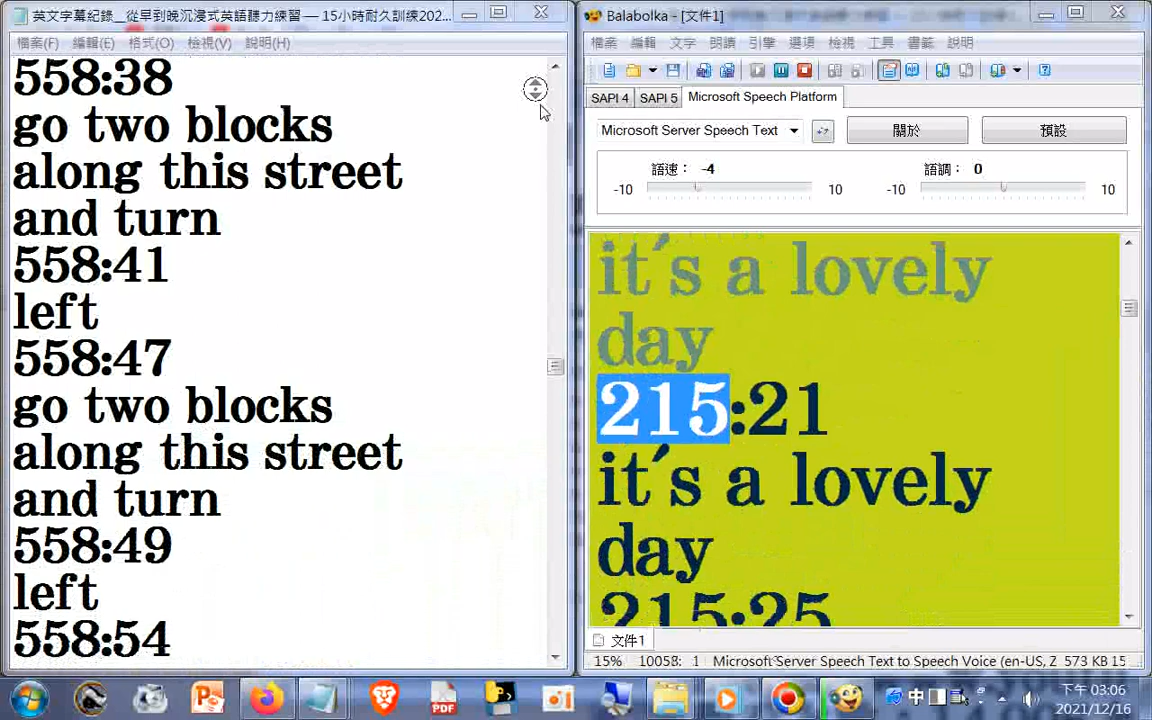 英文字幕紀錄__從早到晚沉浸式英語聽力練習 — 15小時耐久訓練202...
檔案(F) 編輯(E) 格式(O) 檢視(V) 說明(H)
558:38
go two blocks
along this street
and turn
558:41
left
558:47
go two blocks
along this street
and turn
558:49
left
558:54
Balabolka - [文件1]
檔案 編輯 文字 朗讀 引擎 選項 檢視 工具 書籤 說明
SAPI 4 SAPI 5 Microsoft Speech Platform
Microsoft Server Speech Text 關於 預設
語速： -4 語調： 0
-10 10 -10 10
it´s a lovely
day
215:21
it´s a lovely
day
215:25
文件1
15% 10058: 1 Microsoft Server Speech Text to Speech Voice (en-US, 2 573 KB 15
中
下午 03:06
2021/12/16